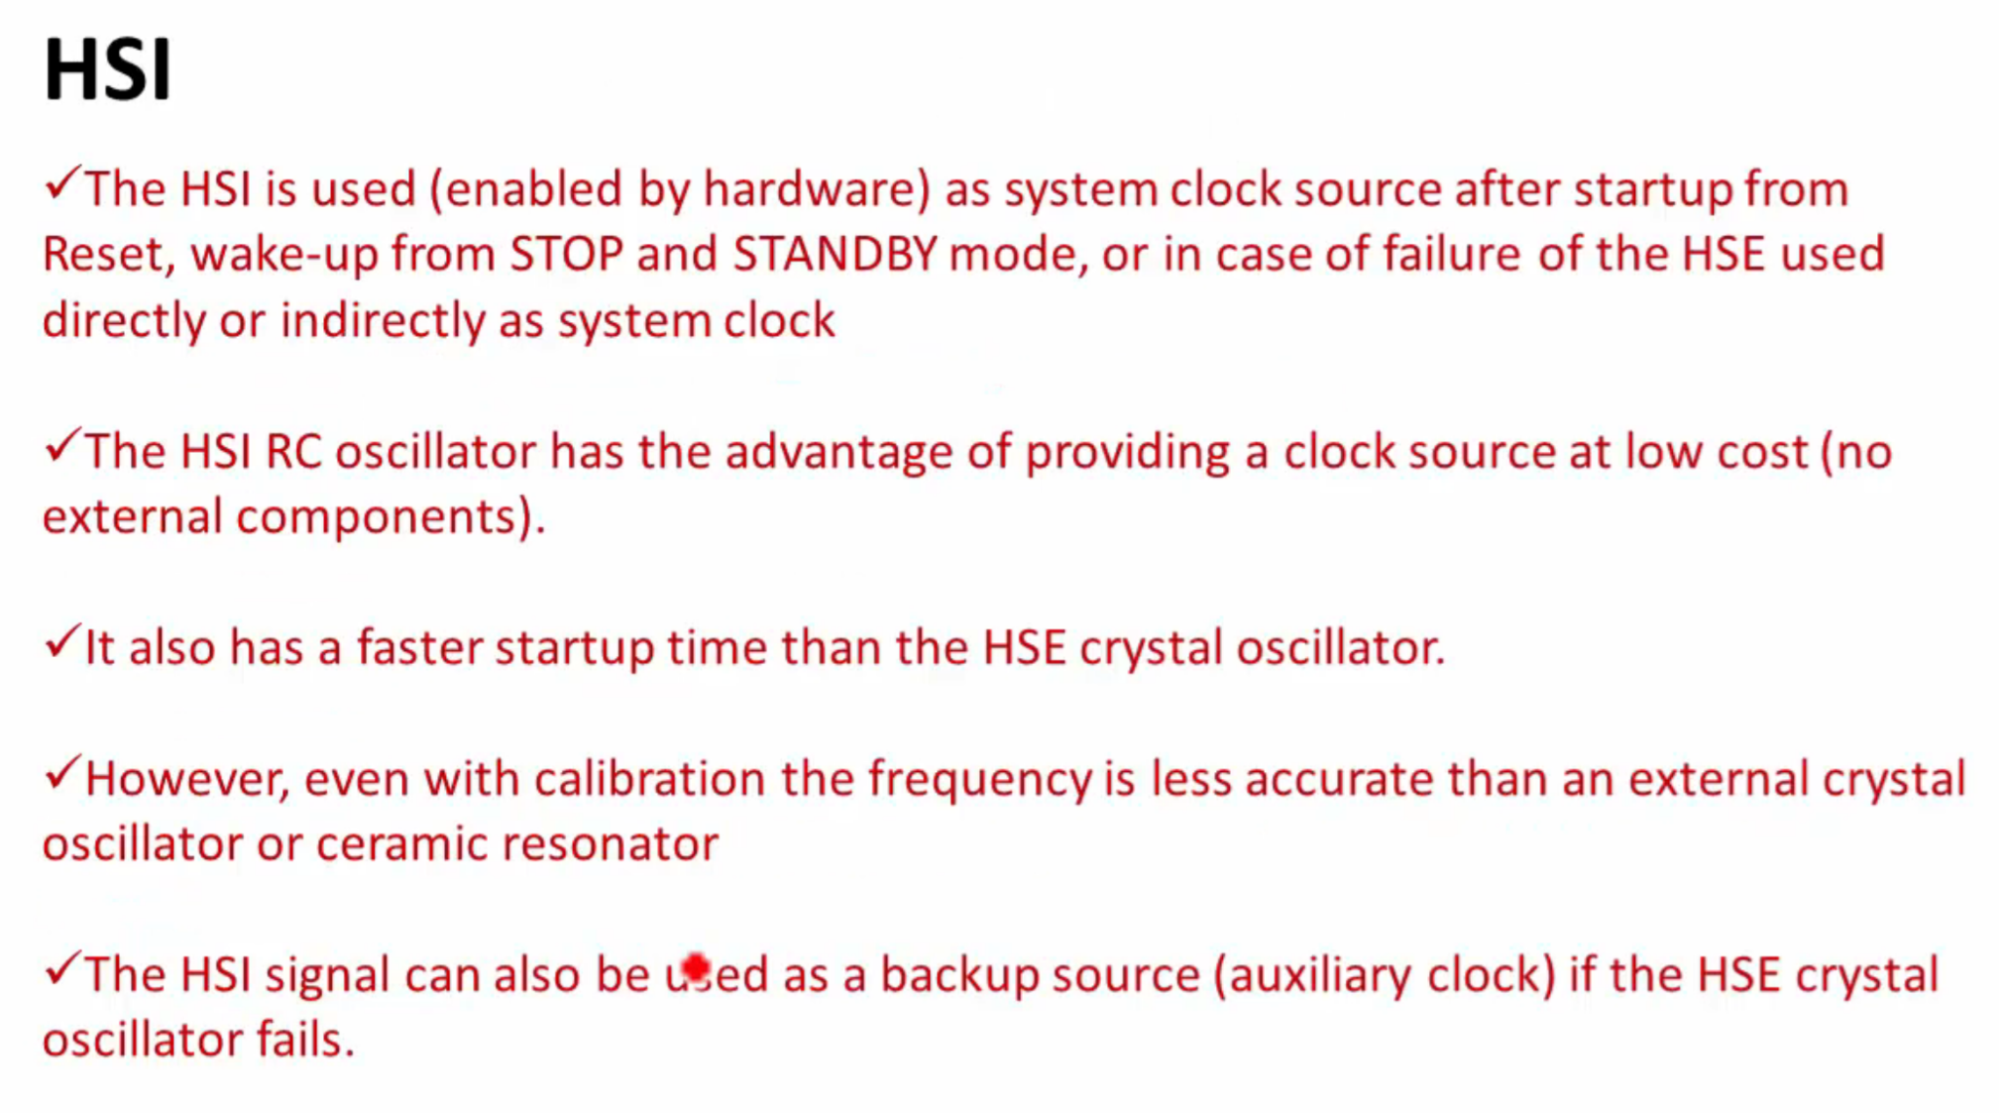 HSI
✓The HSI is used (enabled by hardware) as system clock source after startup from
Reset, wake-up from STOP and STANDBY mode, or in case of failure of the HSE used
directly or indirectly as system clock
✓The HSI RC oscillator has the advantage of providing a clock source at low cost (no
external components).
✓It also has a faster startup time than the HSE crystal oscillator.
✓However, even with calibration the frequency is less accurate than an external crystal
oscillator or ceramic resonator
✓The HSI signal can also be used as a backup source (auxiliary clock) if the HSE crystal
oscillator fails.